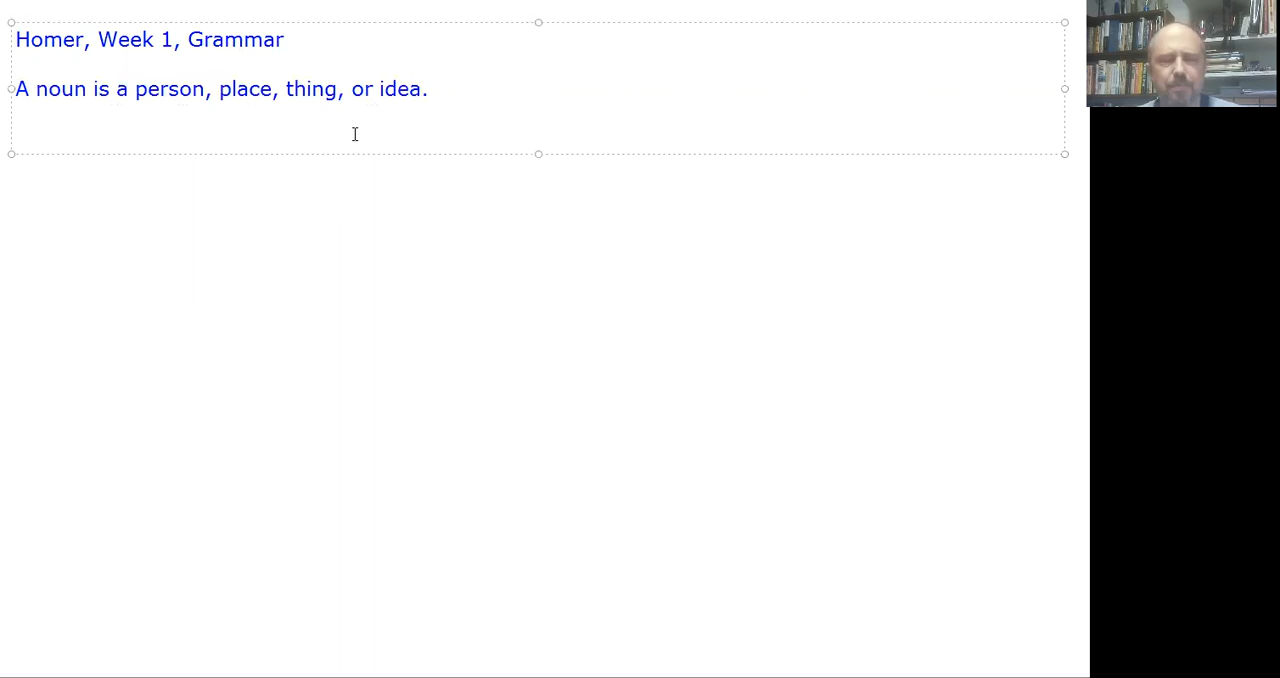 Homer, Week 1, Grammar
A noun is a person, place, thing, or idea.